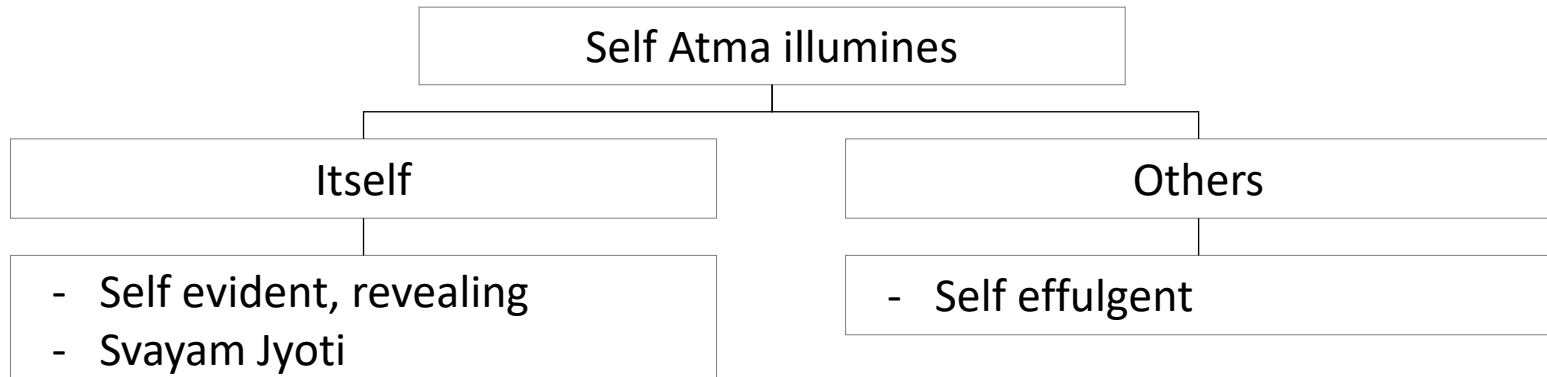 Self Atma illumines
Itself
Others
- Self evident, revealing
- Svayam Jyoti
- Self effulgent